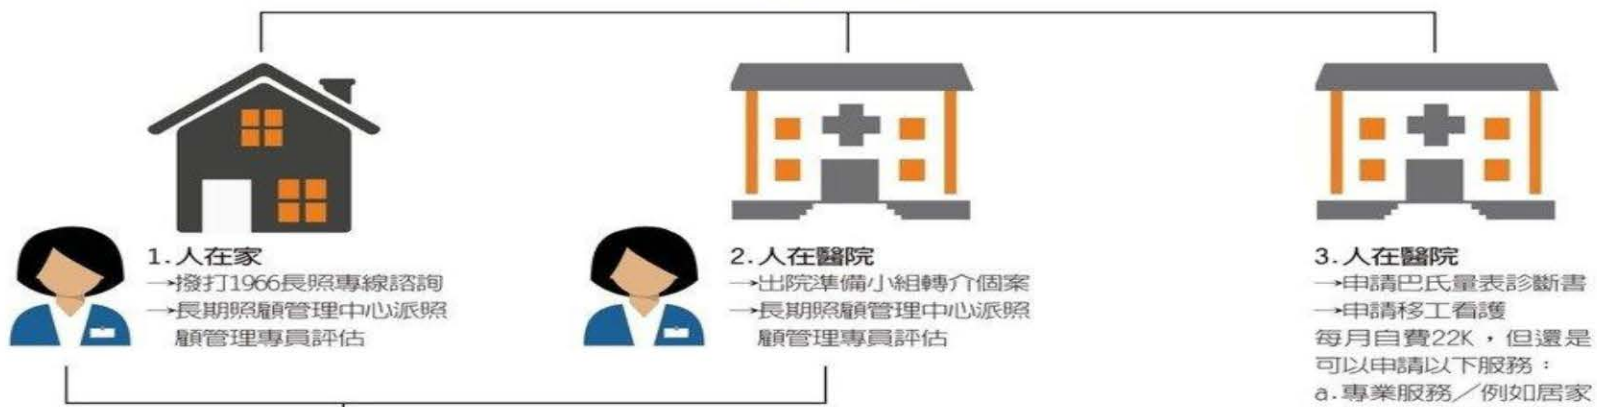 1.人在家
→撥打1966長照專線諮詢
→長期照顧管理中心派照
顧管理專員評估
2.人在醫院
→出院準備小組轉介個案
→長期照顧管理中心派照
顧管理專員評估
3.人在醫院
→申請巴氏量表診斷書
→申請移工看護
每月自費22K，但還是
可以申請以下服務：
a.專業服務／例如居家